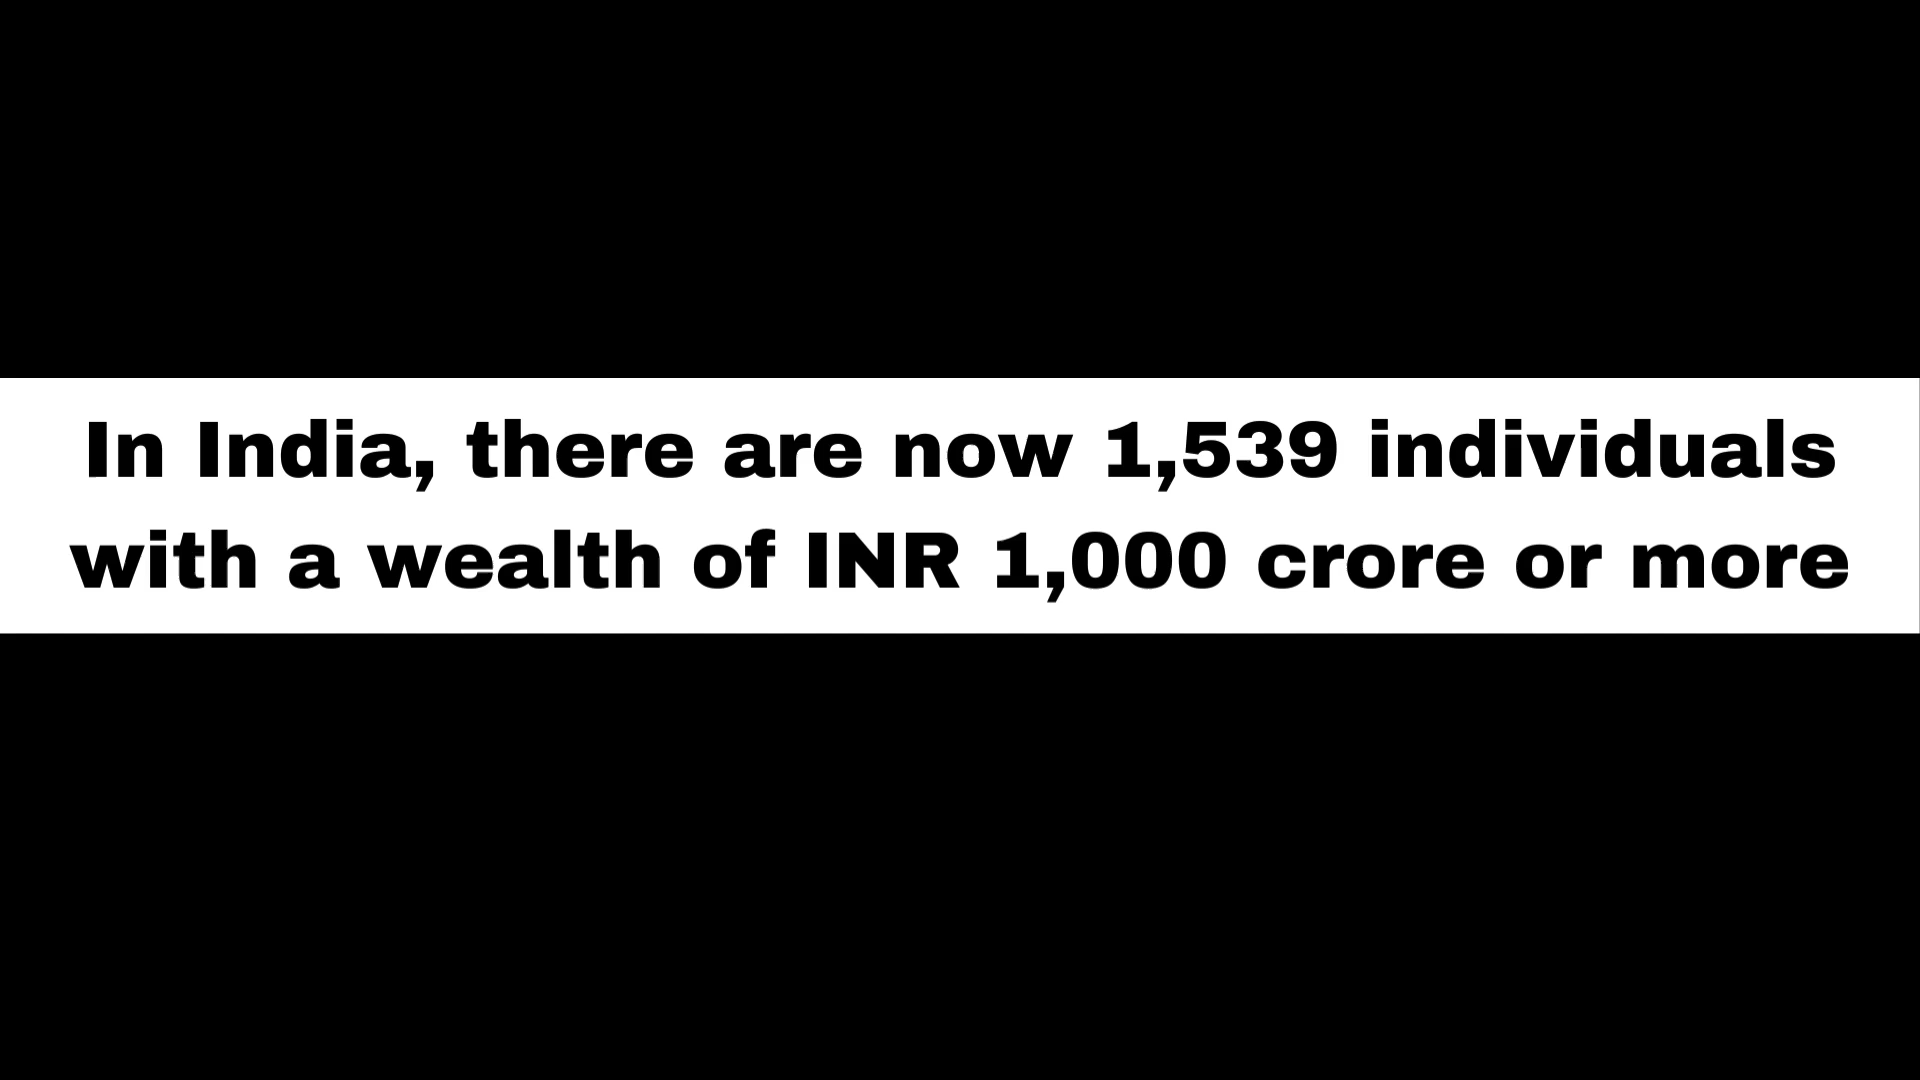 In India, there are now 1,539 individuals
with a wealth of INR 1,000 crore or more